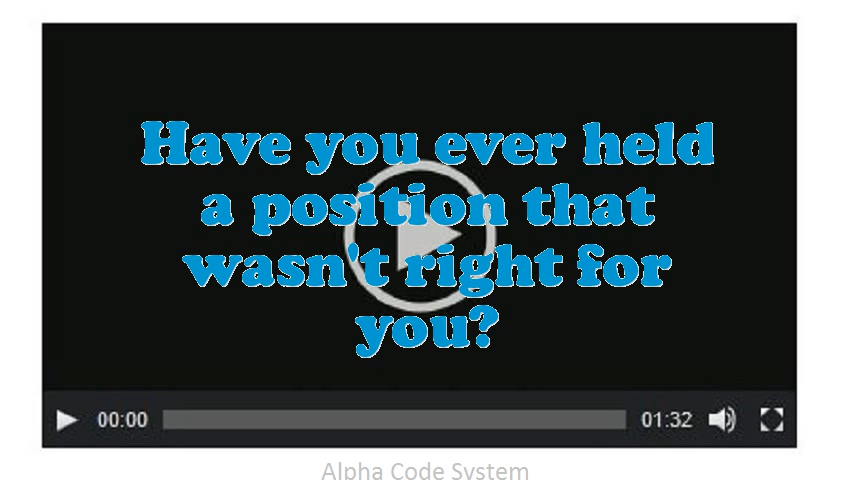 Have you ever held
a position that
wasn't right for
you?
00:00 01:32
Alpha Code System